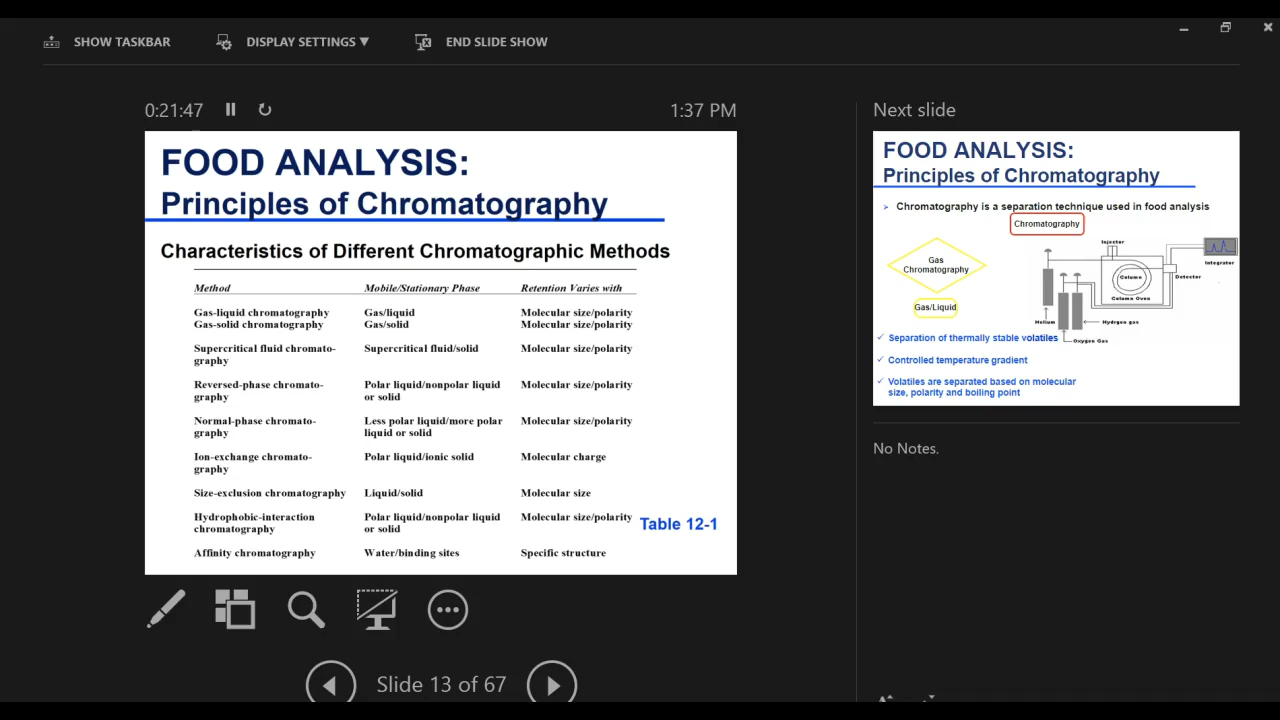 SHOW TASKBAR
DISPLAY SETTINGS ▼
END SLIDE SHOW
0:21:47
1:37 PM
FOOD ANALYSIS:
Principles of Chromatography
Characteristics of Different Chromatographic Methods
Method Mobile/Stationary Phase Retention Varies with
Gas-liquid chromatography Gas/liquid Molecular size/polarity
Gas-solid chromatography Gas/solid Molecular size/polarity
Supercritical fluid chromato- Supercritical fluid/solid Molecular size/polarity
graphy
Reversed-phase chromato- Polar liquid/nonpolar liquid Molecular size/polarity
graphy or solid
Normal-phase chromato- Less polar liquid/more polar Molecular size/polarity
graphy liquid or solid
Ion-exchange chromato- Polar liquid/ionic solid Molecular charge
graphy
Size-exclusion chromatography Liquid/solid Molecular size
Hydrophobic-interaction Polar liquid/nonpolar liquid Molecular size/polarity
chromatography or solid
Table 12-1
Affinity chromatography Water/binding sites Specific structure
Slide 13 of 67
Next slide
FOOD ANALYSIS:
Principles of Chromatography
➢ Chromatography is a separation technique used in food analysis
Chromatography
Gas
Chromatography
Gas/Liquid
Injector
Integrator
Detector
Column
Column Oven
Helium
Hydrgen gas
Oxygen Gas
✓ Separation of thermally stable volatiles
✓ Controlled temperature gradient
✓ Volatiles are separated based on molecular
size, polarity and boiling point
No Notes.